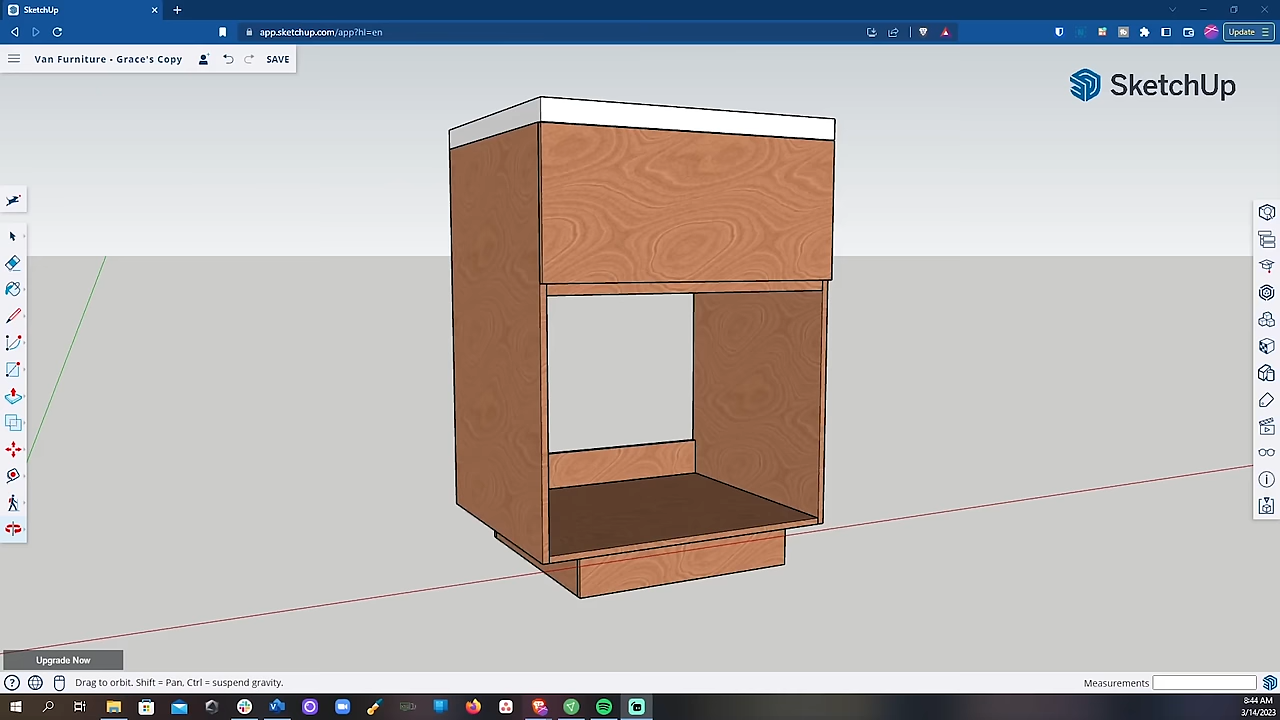 SketchUp
app.sketchup.com/app?hl=en
Update
Van Furniture - Grace's Copy
SAVE
SketchUp
Upgrade Now
Drag to orbit. Shift = Pan, Ctrl = suspend gravity.
Measurements
8:44 AM
3/14/2023